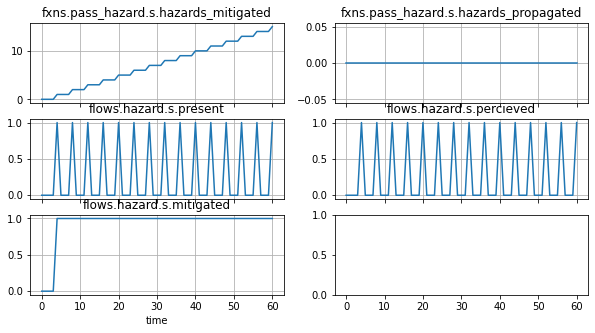 fxns.pass_hazard.s.hazards_mitigated
fxns.pass_hazard.s.hazards_propagated
10
0
0.05
0.00
−0.05
flows.hazard.s.present
flows.hazard.s.percieved
1.0
0.5
0.0
1.0
0.5
0.0
flows.hazard.s.mitigated
1.0
0.5
0.0
1.0
0.5
0.0
0 10 20 30 40 50 60
0 10 20 30 40 50 60
time